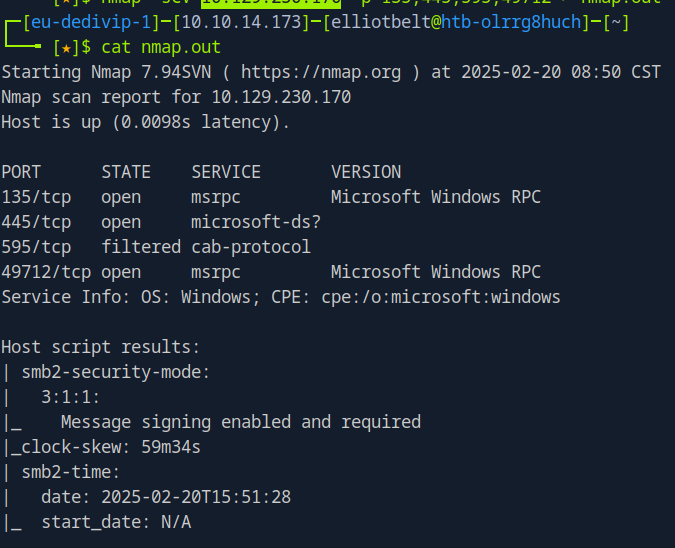 [★]$ nmap -scv 10.129.230.170 -p 135,445,595,49712 > nmap.out
[eu-dedivip-1]─[10.10.14.173]─[elliotbelt@htb-olrrg8huch]─[~]
[★]$ cat nmap.out
Starting Nmap 7.94SVN ( https://nmap.org ) at 2025-02-20 08:50 CST
Nmap scan report for 10.129.230.170
Host is up (0.0098s latency).
PORT      STATE    SERVICE       VERSION
135/tcp   open     msrpc         Microsoft Windows RPC
445/tcp   open     microsoft-ds?
595/tcp   filtered cab-protocol
49712/tcp open     msrpc         Microsoft Windows RPC
Service Info: OS: Windows; CPE: cpe:/o:microsoft:windows
Host script results:
| smb2-security-mode:
|   3:1:1:
|_    Message signing enabled and required
|_clock-skew: 59m34s
| smb2-time:
|   date: 2025-02-20T15:51:28
|_  start_date: N/A